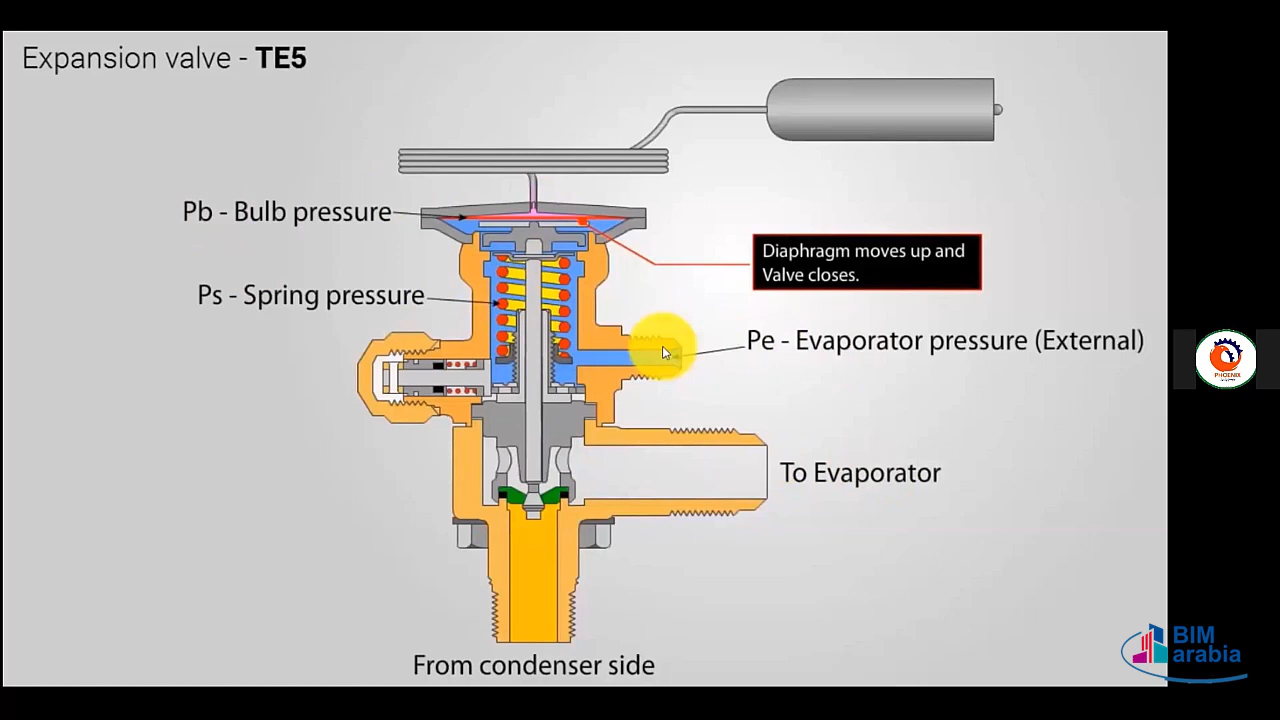 Expansion valve - TE5
Pb - Bulb pressure
Diaphragm moves up and
Valve closes.
Ps - Spring pressure
Pe - Evaporator pressure (External)
PHOENIX
To Evaporator
From condenser side
BIM
arabia